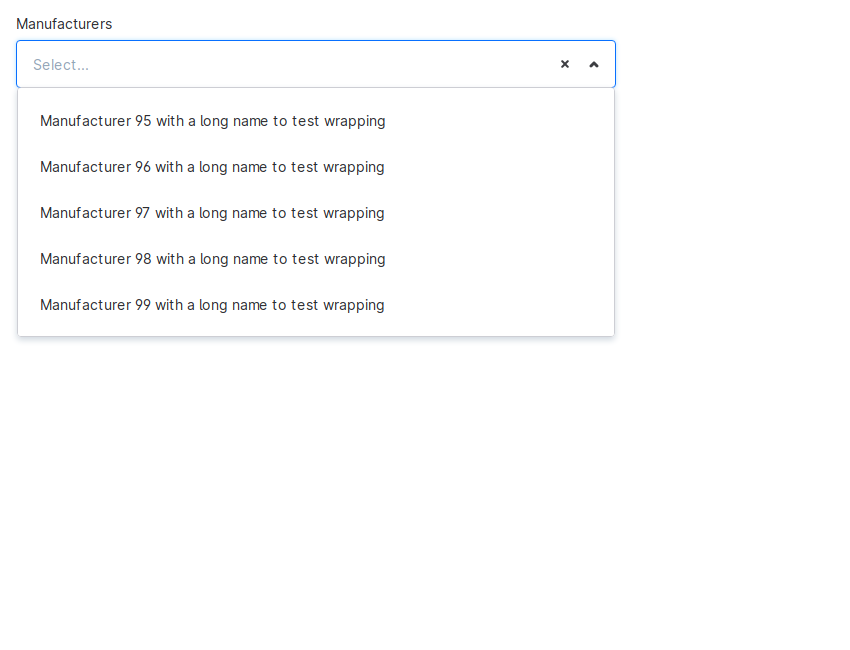 Manufacturers
Select...
Manufacturer 95 with a long name to test wrapping
Manufacturer 96 with a long name to test wrapping
Manufacturer 97 with a long name to test wrapping
Manufacturer 98 with a long name to test wrapping
Manufacturer 99 with a long name to test wrapping